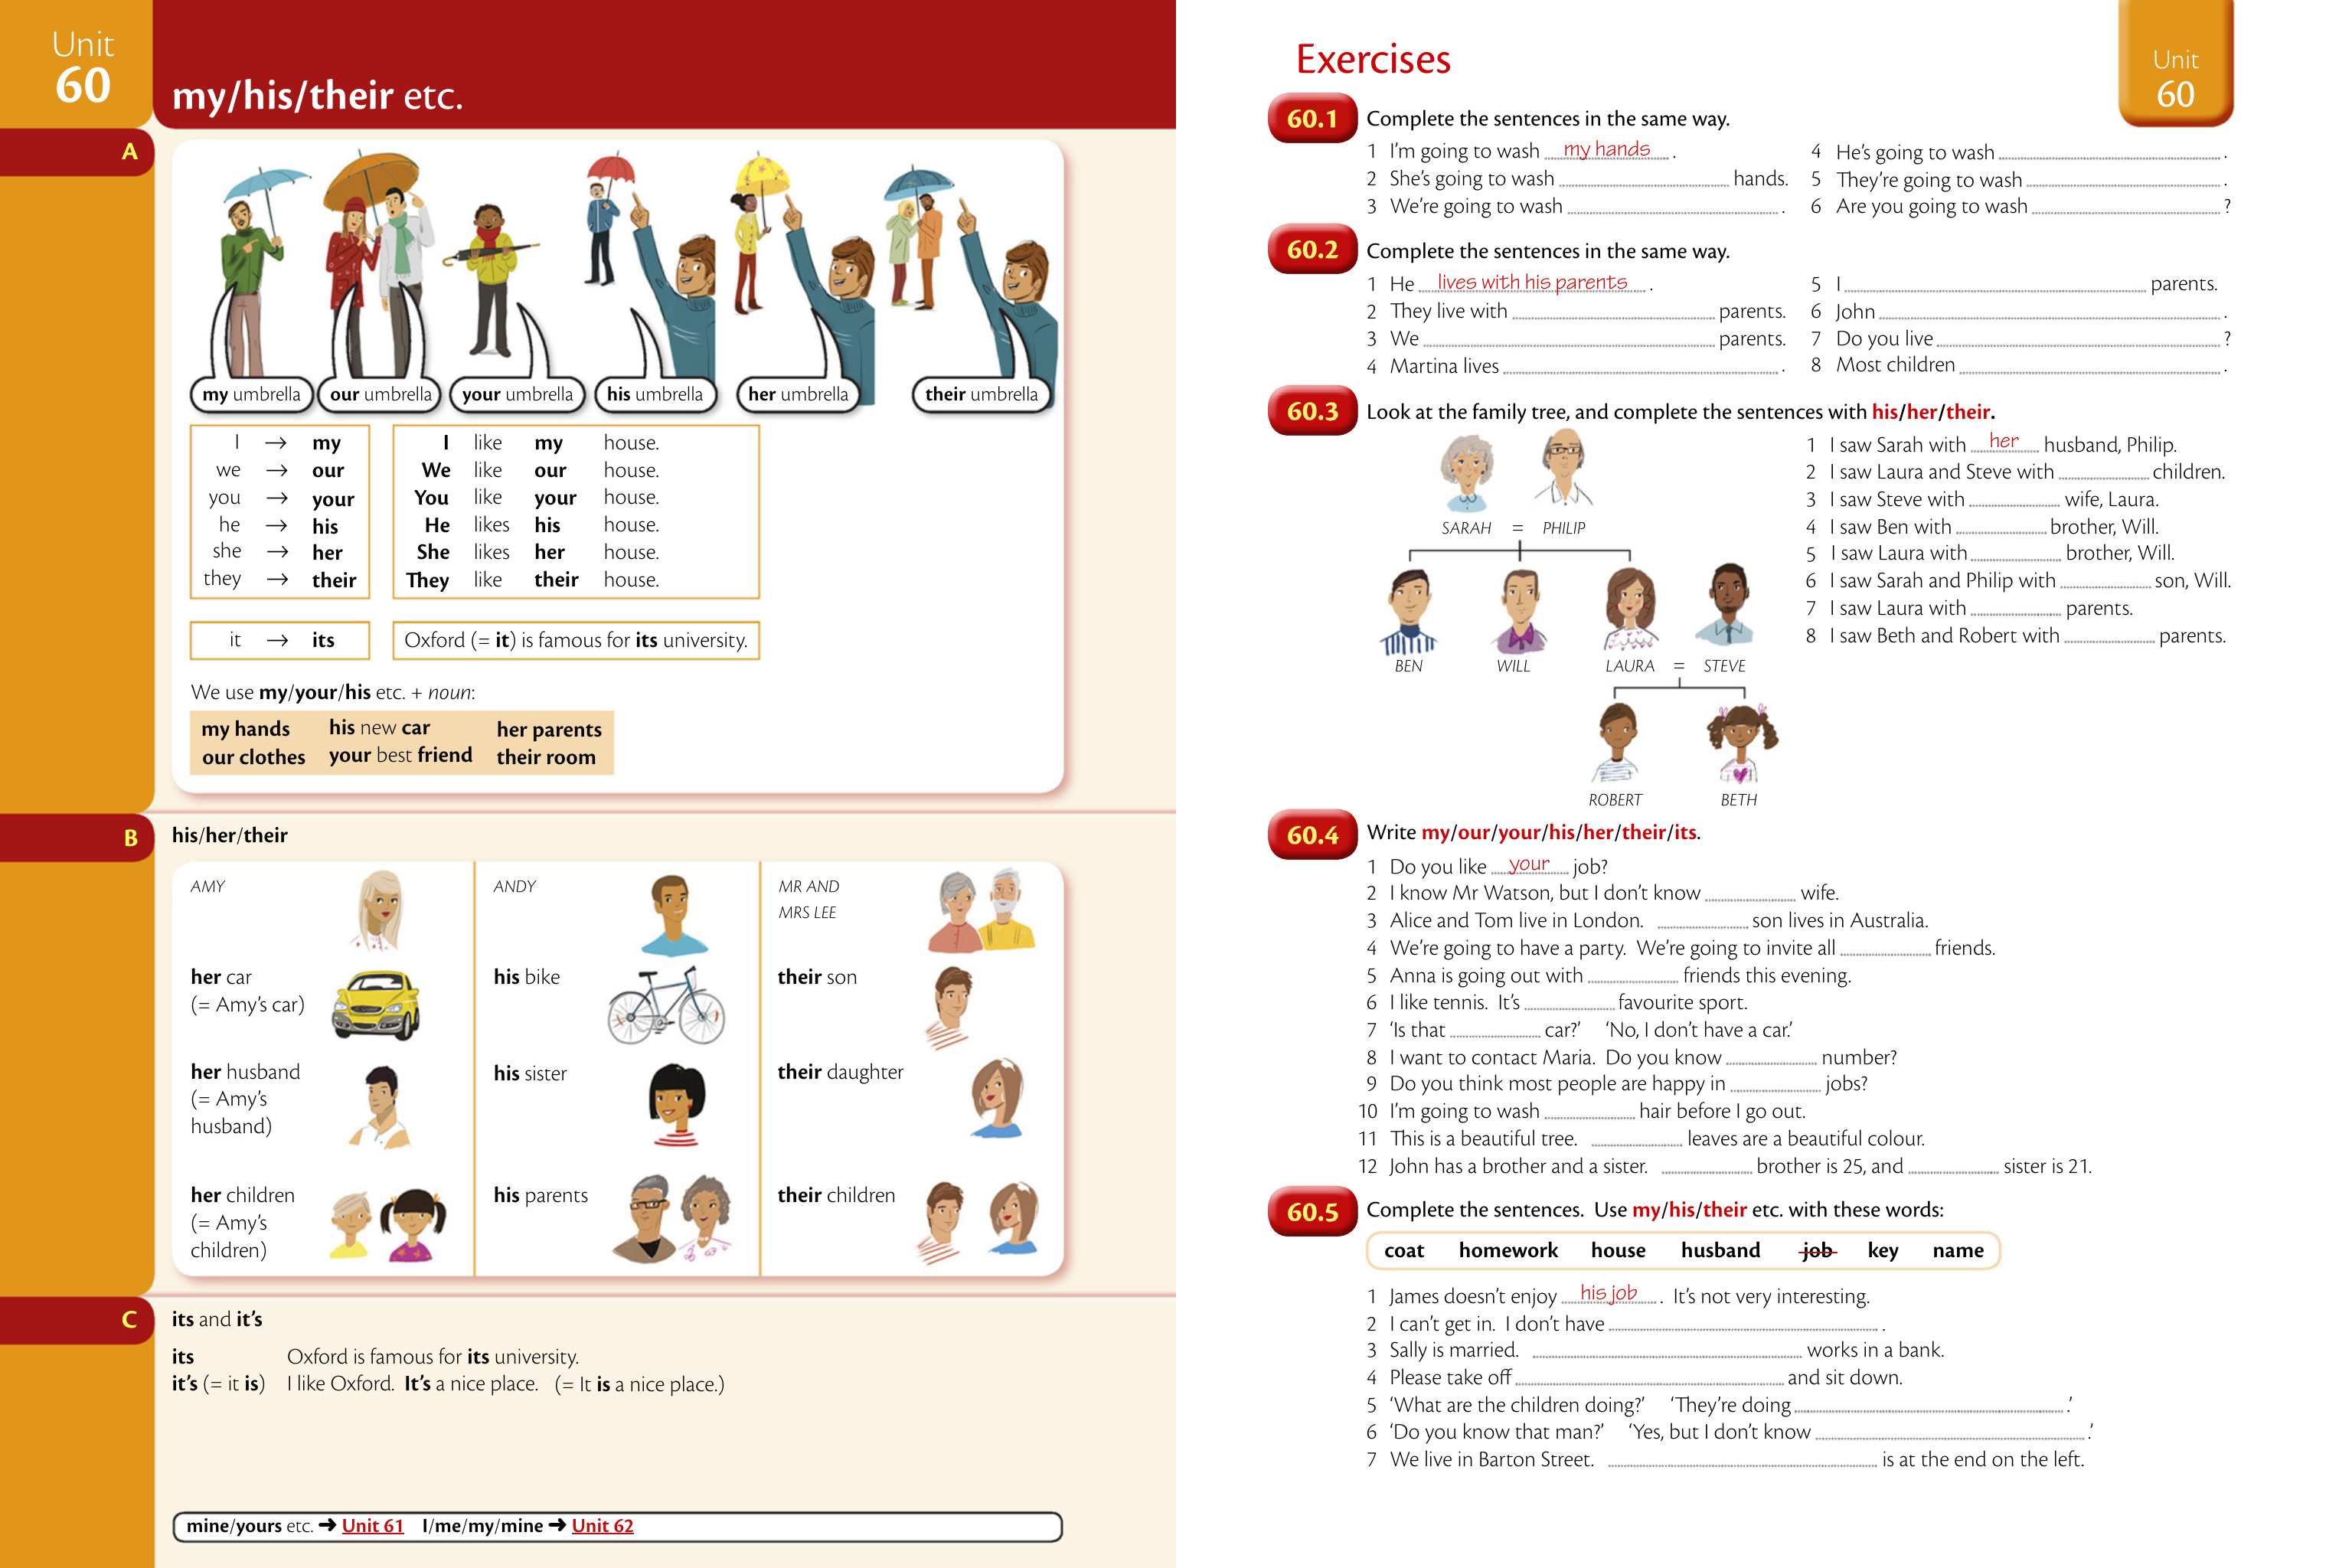 Unit
60
my/his/their etc.
A
my umbrella
our umbrella
your umbrella
his umbrella
her umbrella
their umbrella
I → my
we → our
you → your
he → his
she → her
they → their
I like my house.
We like our house.
You like your house.
He likes his house.
She likes her house.
They like their house.
it → its
Oxford (= it) is famous for its university.
We use my/your/his etc. + noun:
my hands his new car her parents
our clothes your best friend their room
B
his/her/their
AMY
her car
(= Amy's car)
her husband
(= Amy's
husband)
her children
(= Amy's
children)
ANDY
his bike
his sister
his parents
MR AND
MRS LEE
their son
their daughter
their children
C
its and it's
its Oxford is famous for its university.
it's (= it is) I like Oxford. It's a nice place. (= It is a nice place.)
mine/yours etc. ➜ Unit 61 I/me/my/mine ➜ Unit 62
Exercises
Unit
60
60.1 Complete the sentences in the same way.
1 I'm going to wash my hands .
2 She's going to wash hands.
3 We're going to wash .
4 He's going to wash .
5 They're going to wash .
6 Are you going to wash ?
60.2 Complete the sentences in the same way.
1 He lives with his parents .
2 They live with parents.
3 We parents.
4 Martina lives .
5 I parents.
6 John .
7 Do you live ?
8 Most children .
60.3 Look at the family tree, and complete the sentences with his/her/their.
SARAH = PHILIP
BEN WILL LAURA = STEVE
ROBERT BETH
1 I saw Sarah with her husband, Philip.
2 I saw Laura and Steve with children.
3 I saw Steve with wife, Laura.
4 I saw Ben with brother, Will.
5 I saw Laura with brother, Will.
6 I saw Sarah and Philip with son, Will.
7 I saw Laura with parents.
8 I saw Beth and Robert with parents.
60.4 Write my/our/your/his/her/their/its.
1 Do you like your job?
2 I know Mr Watson, but I don't know wife.
3 Alice and Tom live in London. son lives in Australia.
4 We're going to have a party. We're going to invite all friends.
5 Anna is going out with friends this evening.
6 I like tennis. It's favourite sport.
7 'Is that car?' 'No, I don't have a car.'
8 I want to contact Maria. Do you know number?
9 Do you think most people are happy in jobs?
10 I'm going to wash hair before I go out.
11 This is a beautiful tree. leaves are a beautiful colour.
12 John has a brother and a sister. brother is 25, and sister is 21.
60.5 Complete the sentences. Use my/his/their etc. with these words:
coat homework house husband job key name
1 James doesn't enjoy his job . It's not very interesting.
2 I can't get in. I don't have .
3 Sally is married. works in a bank.
4 Please take off and sit down.
5 'What are the children doing?' 'They're doing .'
6 'Do you know that man?' 'Yes, but I don't know .'
7 We live in Barton Street. is at the end on the left.